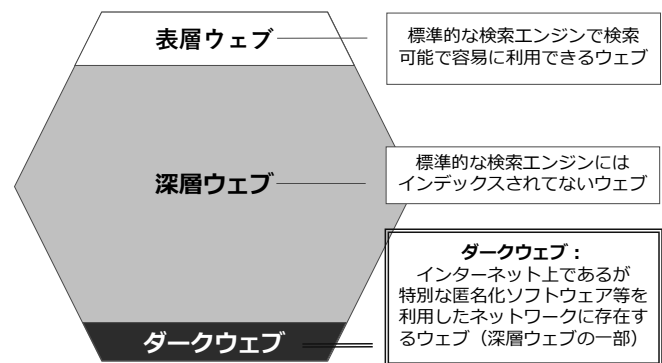 表層ウェブ
標準的な検索エンジンで検索
可能で容易に利用できるウェブ
深層ウェブ
標準的な検索エンジンには
インデックスされてないウェブ
ダークウェブ
ダークウェブ：
インターネット上であるが
特別な匿名化ソフトウェア等を
利用したネットワークに存在す
るウェブ（深層ウェブの一部）